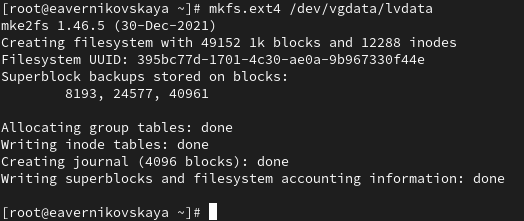 [root@eavernikovskaya ~]# mkfs.ext4 /dev/vgdata/lvdata
mke2fs 1.46.5 (30-Dec-2021)
Creating filesystem with 49152 1k blocks and 12288 inodes
Filesystem UUID: 395bc77d-1701-4c30-ae0a-9b967330f44e
Superblock backups stored on blocks:
        8193, 24577, 40961

Allocating group tables: done
Writing inode tables: done
Creating journal (4096 blocks): done
Writing superblocks and filesystem accounting information: done

[root@eavernikovskaya ~]#